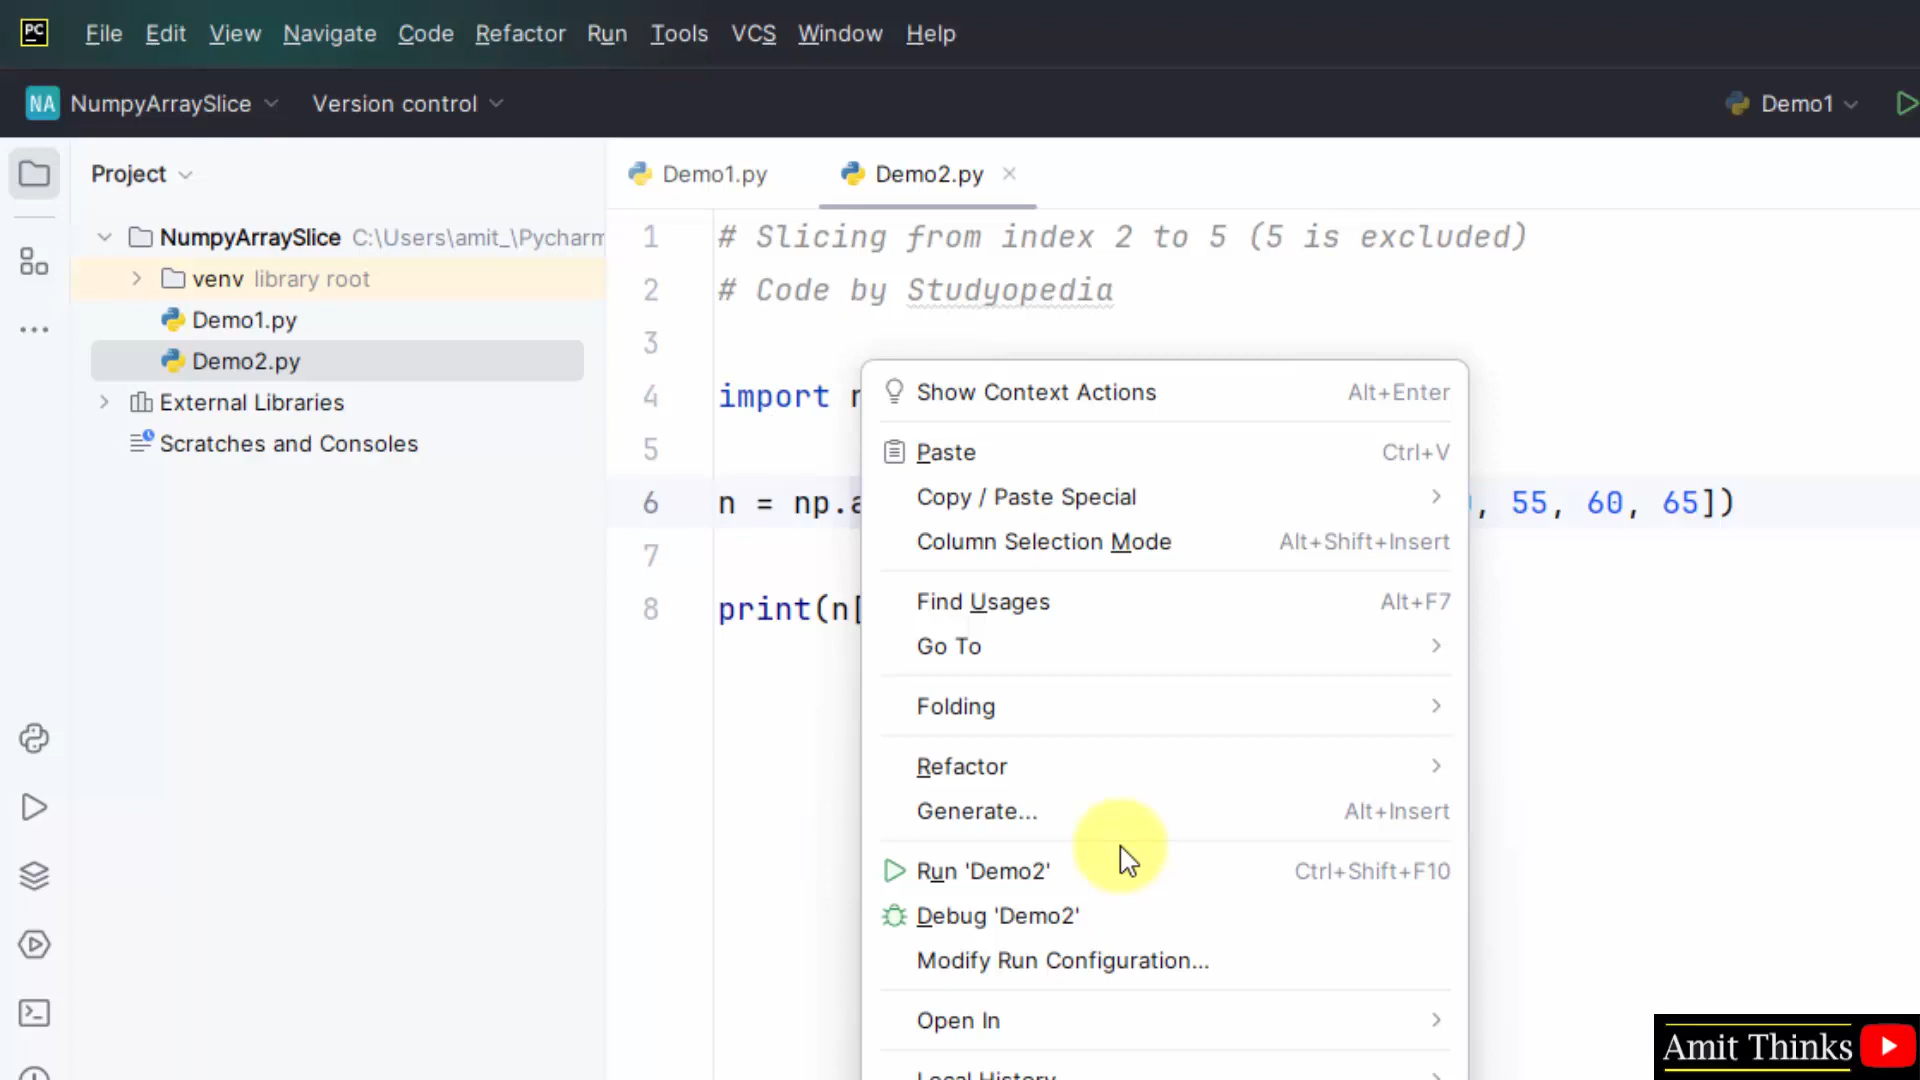 PC File Edit View Navigate Code Refactor Run Tools VCS Window Help
NA NumpyArraySlice Version control Demo1
Project Demo1.py Demo2.py
NumpyArraySlice C:\Users\amit_\Pycharm
venv library root
Demo1.py
Demo2.py
External Libraries
Scratches and Consoles
1 # Slicing from index 2 to 5 (5 is excluded)
2 # Code by Studyopedia
3
4 import
5
6 n = np.a , 55, 60, 65])
7
8 print(n[
Show Context Actions Alt+Enter
Paste Ctrl+V
Copy / Paste Special
Column Selection Mode Alt+Shift+Insert
Find Usages Alt+F7
Go To
Folding
Refactor
Generate... Alt+Insert
Run 'Demo2' Ctrl+Shift+F10
Debug 'Demo2'
Modify Run Configuration...
Open In
Local History
Amit Thinks